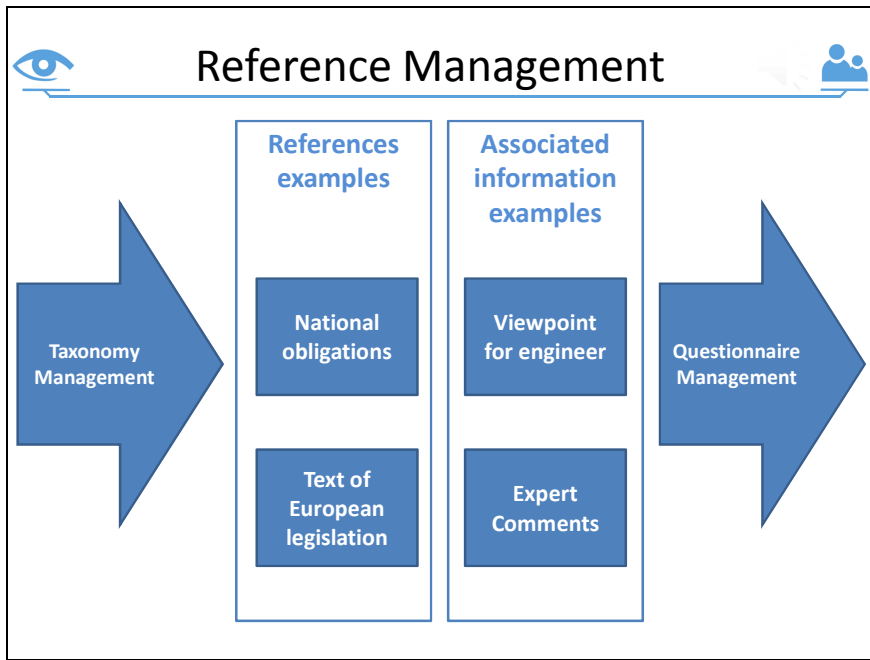 Reference Management
Taxonomy
Management
References
examples
National
obligations
Text of
European
legislation
Associated
information
examples
Viewpoint
for engineer
Expert
Comments
Questionnaire
Management